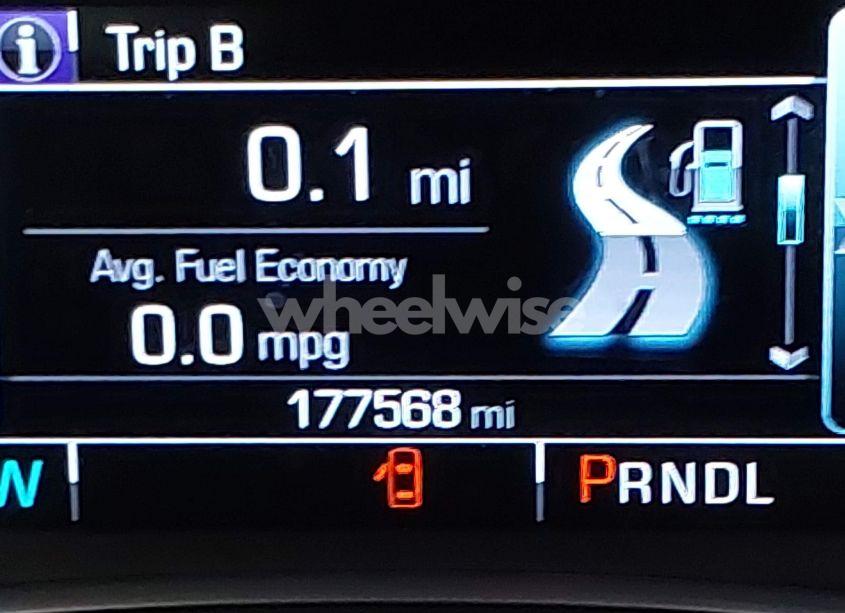 i Trip B
0.1 mi
Avg. Fuel Economy
0.0 mpg
wheelwise
177568 mi
W PRNDL